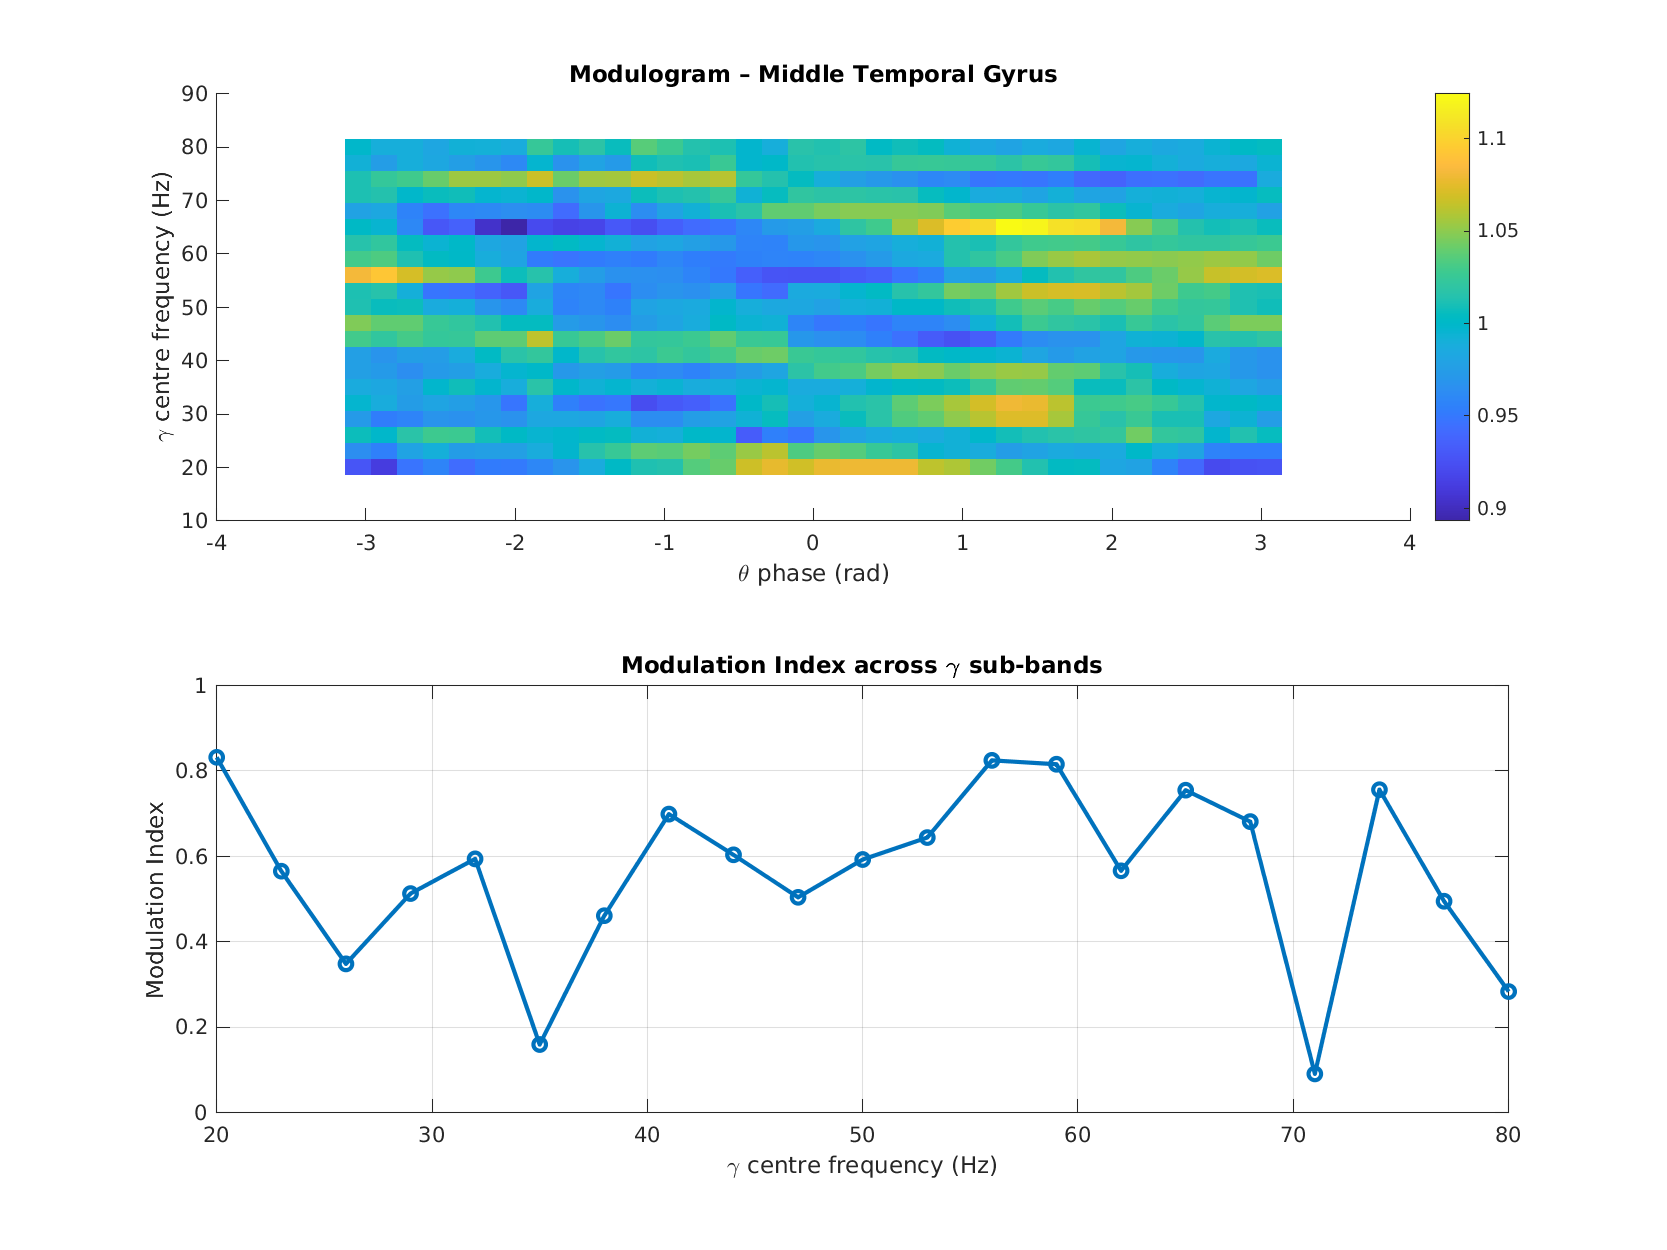 Modulogram – Middle Temporal Gyrus
90
80
70
60
50
40
30
20
10
γ centre frequency (Hz)
-4 -3 -2 -1 0 1 2 3 4
θ phase (rad)
1.1
1.05
1
0.95
0.9
Modulation Index across γ sub-bands
1
0.8
0.6
0.4
0.2
0
Modulation Index
20 30 40 50 60 70 80
γ centre frequency (Hz)